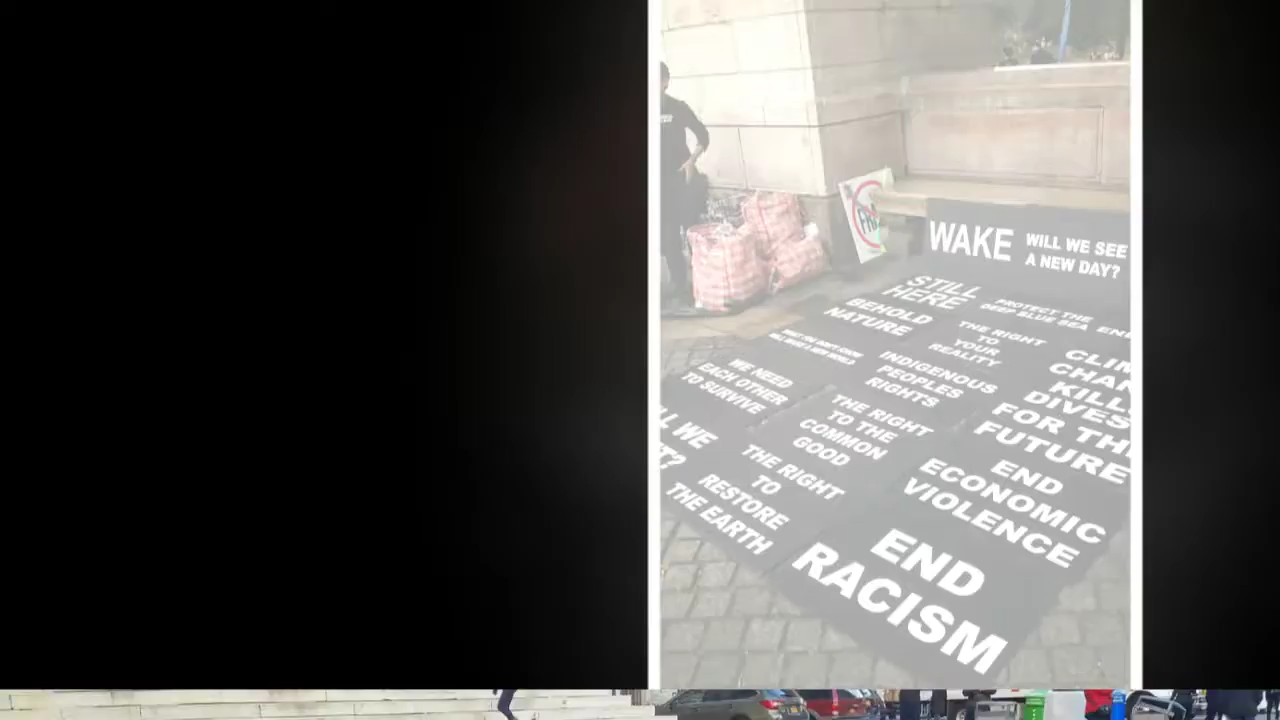 WAKE
WILL WE SEE
A NEW DAY?
STILL
HERE
PROTECT THE
DEEP BLUE SEA
BEHOLD
NATURE
THE RIGHT
TO
YOUR
REALITY
INDIGENOUS
PEOPLES
RIGHTS
WE NEED
EACH OTHER
TO SURVIVE
THE RIGHT
TO THE
COMMON
GOOD
FOR TH
FUTURE
WE
THE RIGHT
TO
RESTORE
THE EARTH
END
ECONOMIC
VIOLENCE
END
RACISM